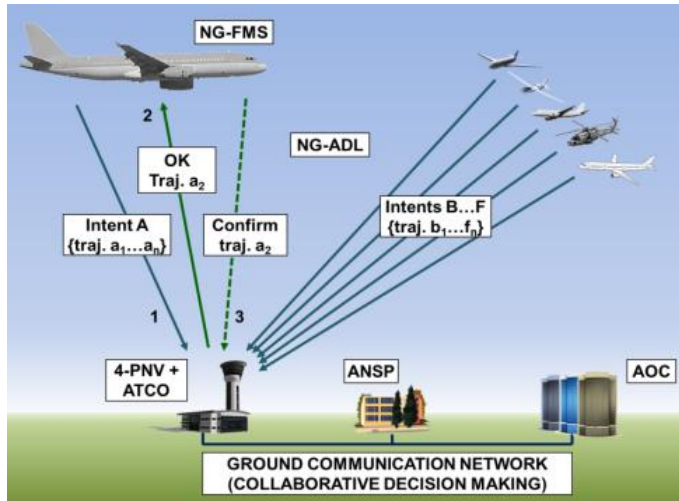 NG-FMS
2
NG-ADL
OK
Traj. a₂
Intent A
{traj. a₁...aₙ}
Confirm
traj. a₂
Intents B...F
{traj. b₁...fₙ}
1
3
4-PNV +
ATCO
ANSP
AOC
GROUND COMMUNICATION NETWORK
(COLLABORATIVE DECISION MAKING)